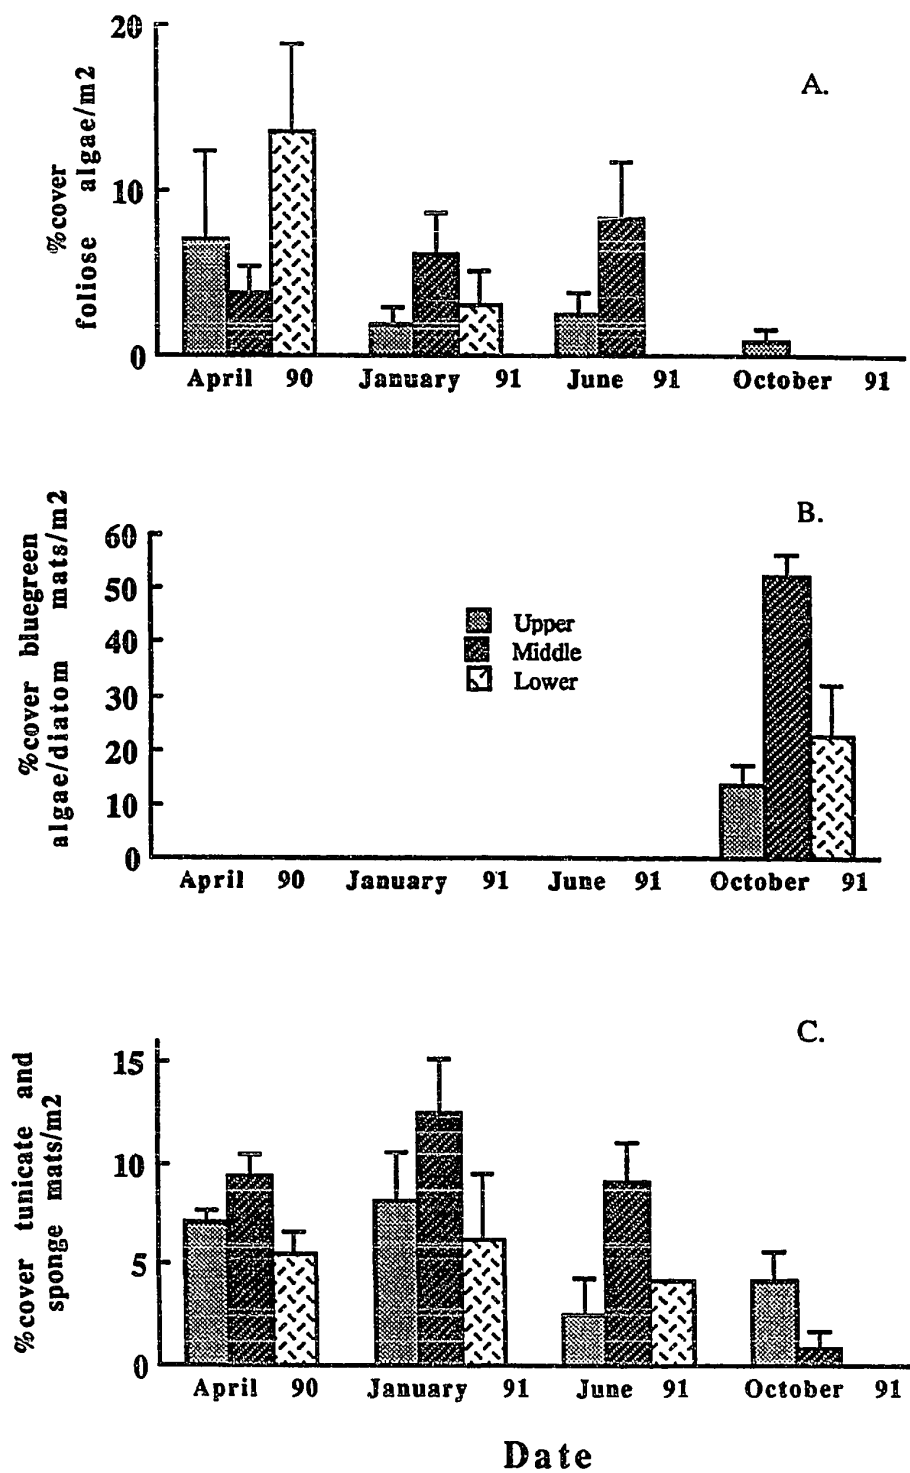 A.
%cover
foliose algae/m2
20
10
0
April 90 January 91 June 91 October 91
B.
%cover bluegreen
algae/diatom mats/m2
60
50
40
30
20
10
0
Upper
Middle
Lower
April 90 January 91 June 91 October 91
C.
%cover tunicate and
sponge mats/m2
15
10
5
0
April 90 January 91 June 91 October 91
Date